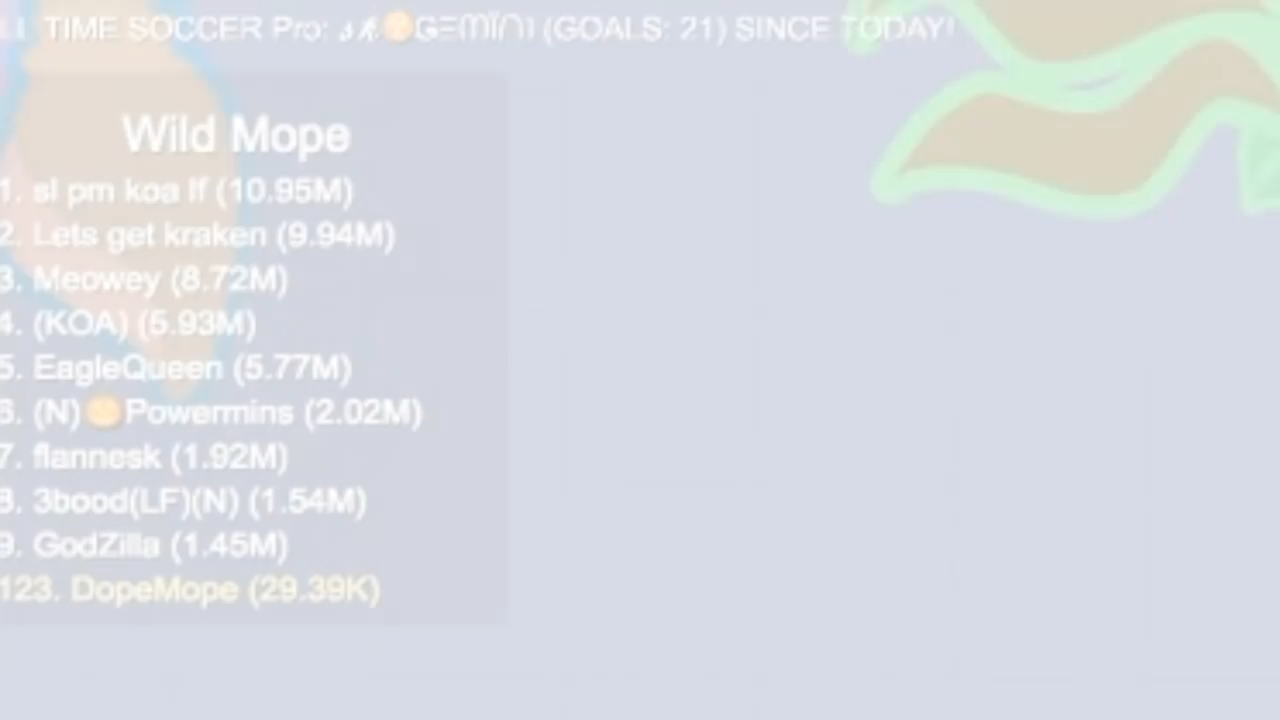 TIME SOCCER Pro: GEMINI (GOALS: 21) SINCE TODAY!
Wild Mope
1. sl pm koa lf (10.95M)
2. Lets get kraken (9.94M)
3. Meowey (8.72M)
4. (KOA) (5.93M)
5. EagleQueen (5.77M)
6. (N)😊Powermins (2.02M)
7. flannesk (1.92M)
8. 3bood(LF)(N) (1.54M)
9. GodZilla (1.45M)
123. DopeMope (29.39K)